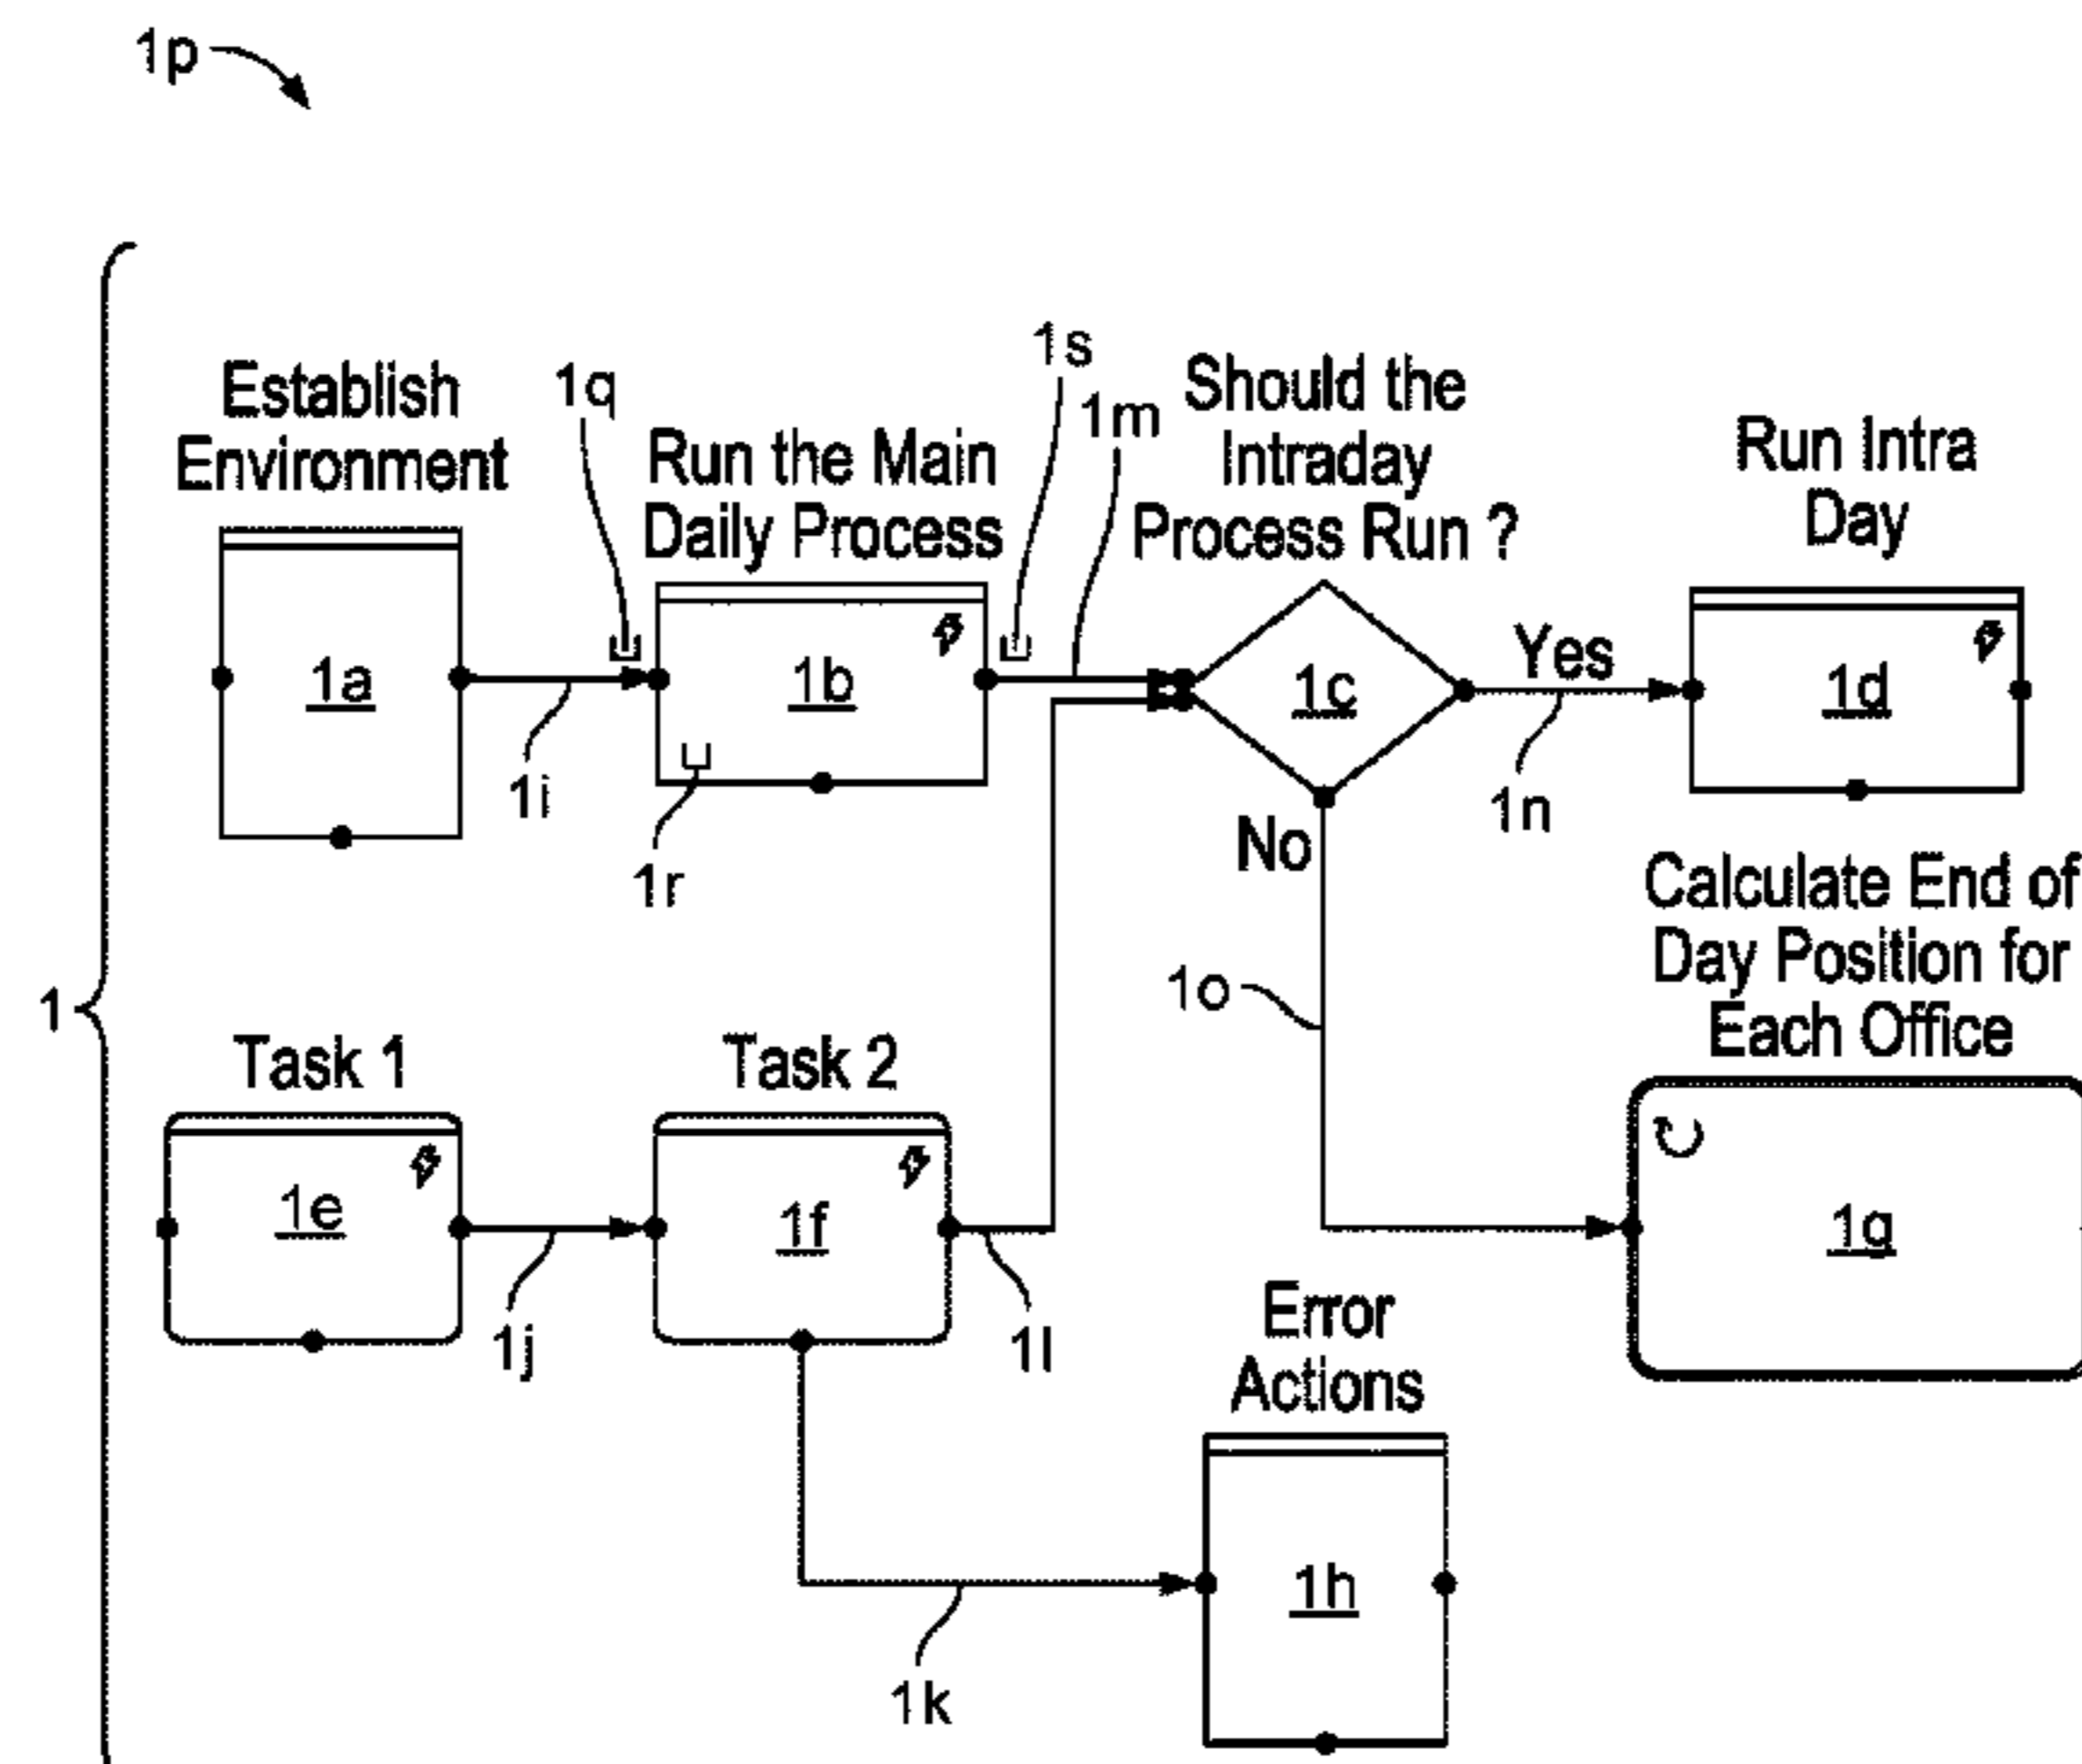 1p
Establish
Environment
1q
Run the Main
Daily Process
1s
1m
Should the
Intraday
Process Run ?
Run Intra
Day
1a
1b
1c
Yes
1d
1i
1r
No
1n
Calculate End of
Day Position for
Each Office
1o
1
Task 1
Task 2
1e
1f
1g
1j
1l
Error
Actions
1h
1k